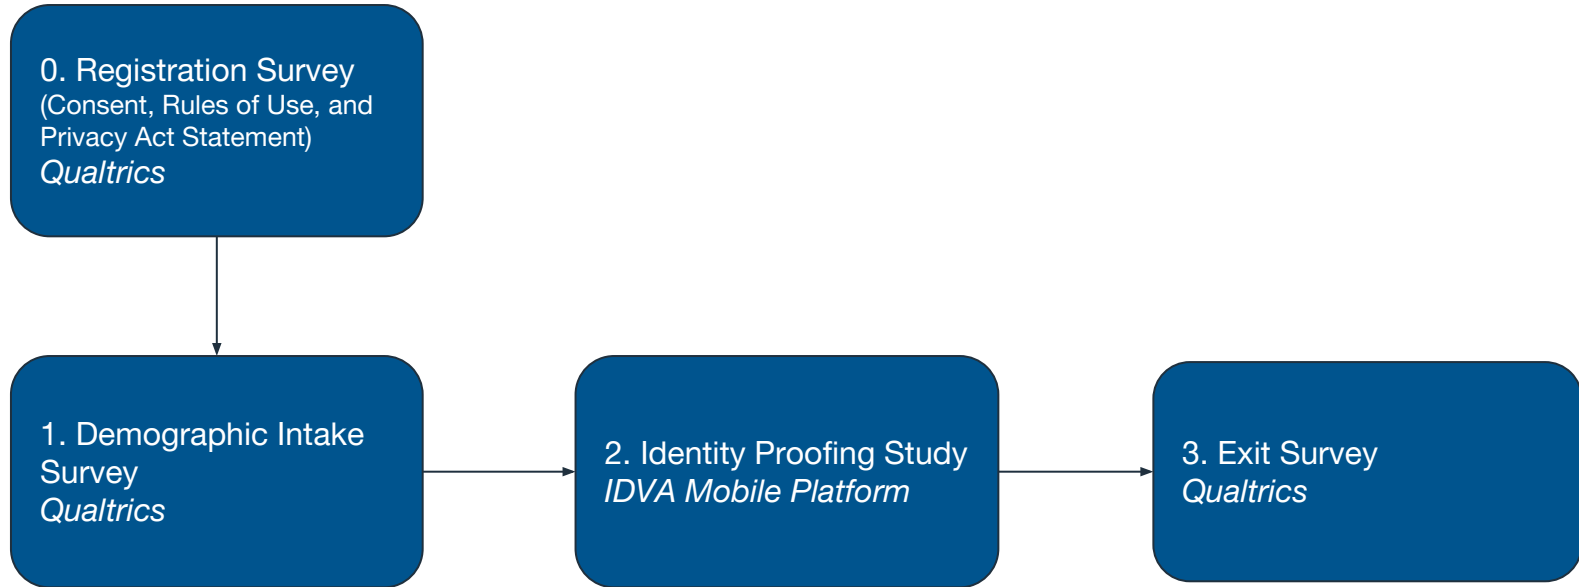 0. Registration Survey
(Consent, Rules of Use, and
Privacy Act Statement)
Qualtrics
1. Demographic Intake
Survey
Qualtrics
2. Identity Proofing Study
IDVA Mobile Platform
3. Exit Survey
Qualtrics